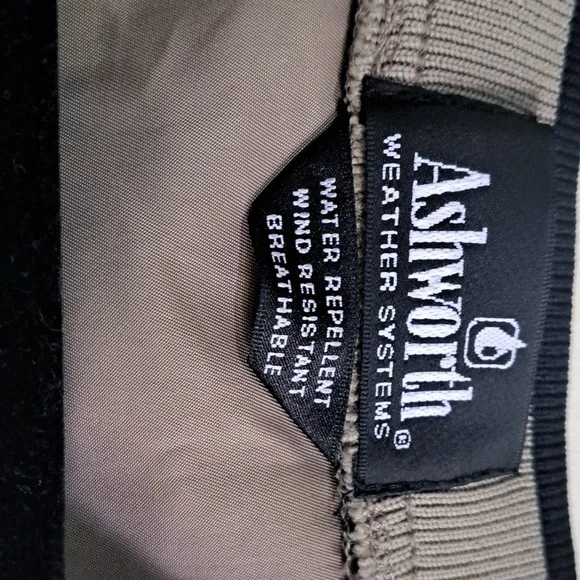 Ashworth®
WEATHER SYSTEMS
WATER REPELLENT
WIND RESISTANT
BREATHABLE